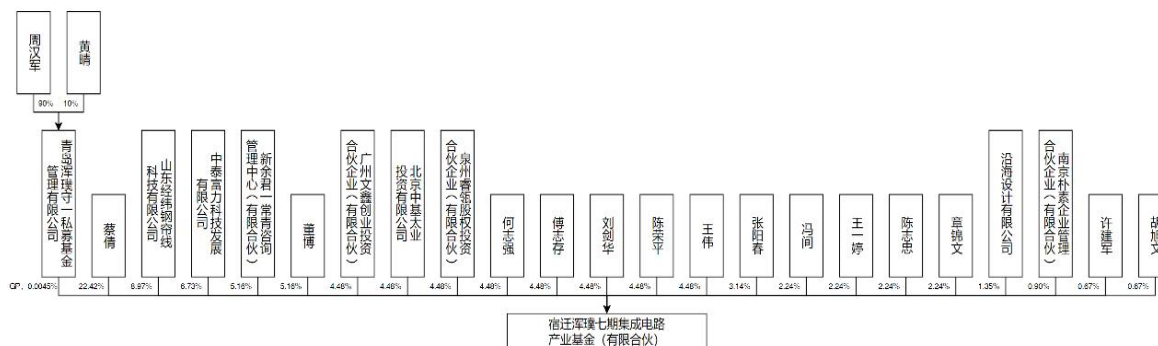 周汉军
黄晴
90%
10%
青岛浑璞守一私募基金
管理有限公司
蔡倩
山东经纬钢帘线
科技有限公司
中泰富力科技发展
有限公司
新余君一常青咨询
管理中心（有限合伙）
董博
广州文鑫创业投资
合伙企业（有限合伙）
北京中基太业
投资有限公司
泉州睿瓴股权投资
合伙企业（有限合伙）
何志强
傅志存
刘剑华
陈荣平
王伟
张阳春
冯间
王一婷
陈志忠
章锦文
沿海设计有限公司
南京朴素企业管理
合伙企业（有限合伙）
许建军
胡旭文
GP，0.0045%
22.42%
8.97%
6.73%
5.16%
5.16%
4.48%
4.48%
4.48%
4.48%
4.48%
4.48%
4.48%
4.48%
3.14%
2.24%
2.24%
2.24%
2.24%
1.35%
0.90%
0.67%
0.67%
宿迁浑璞七期集成电路
产业基金（有限合伙）